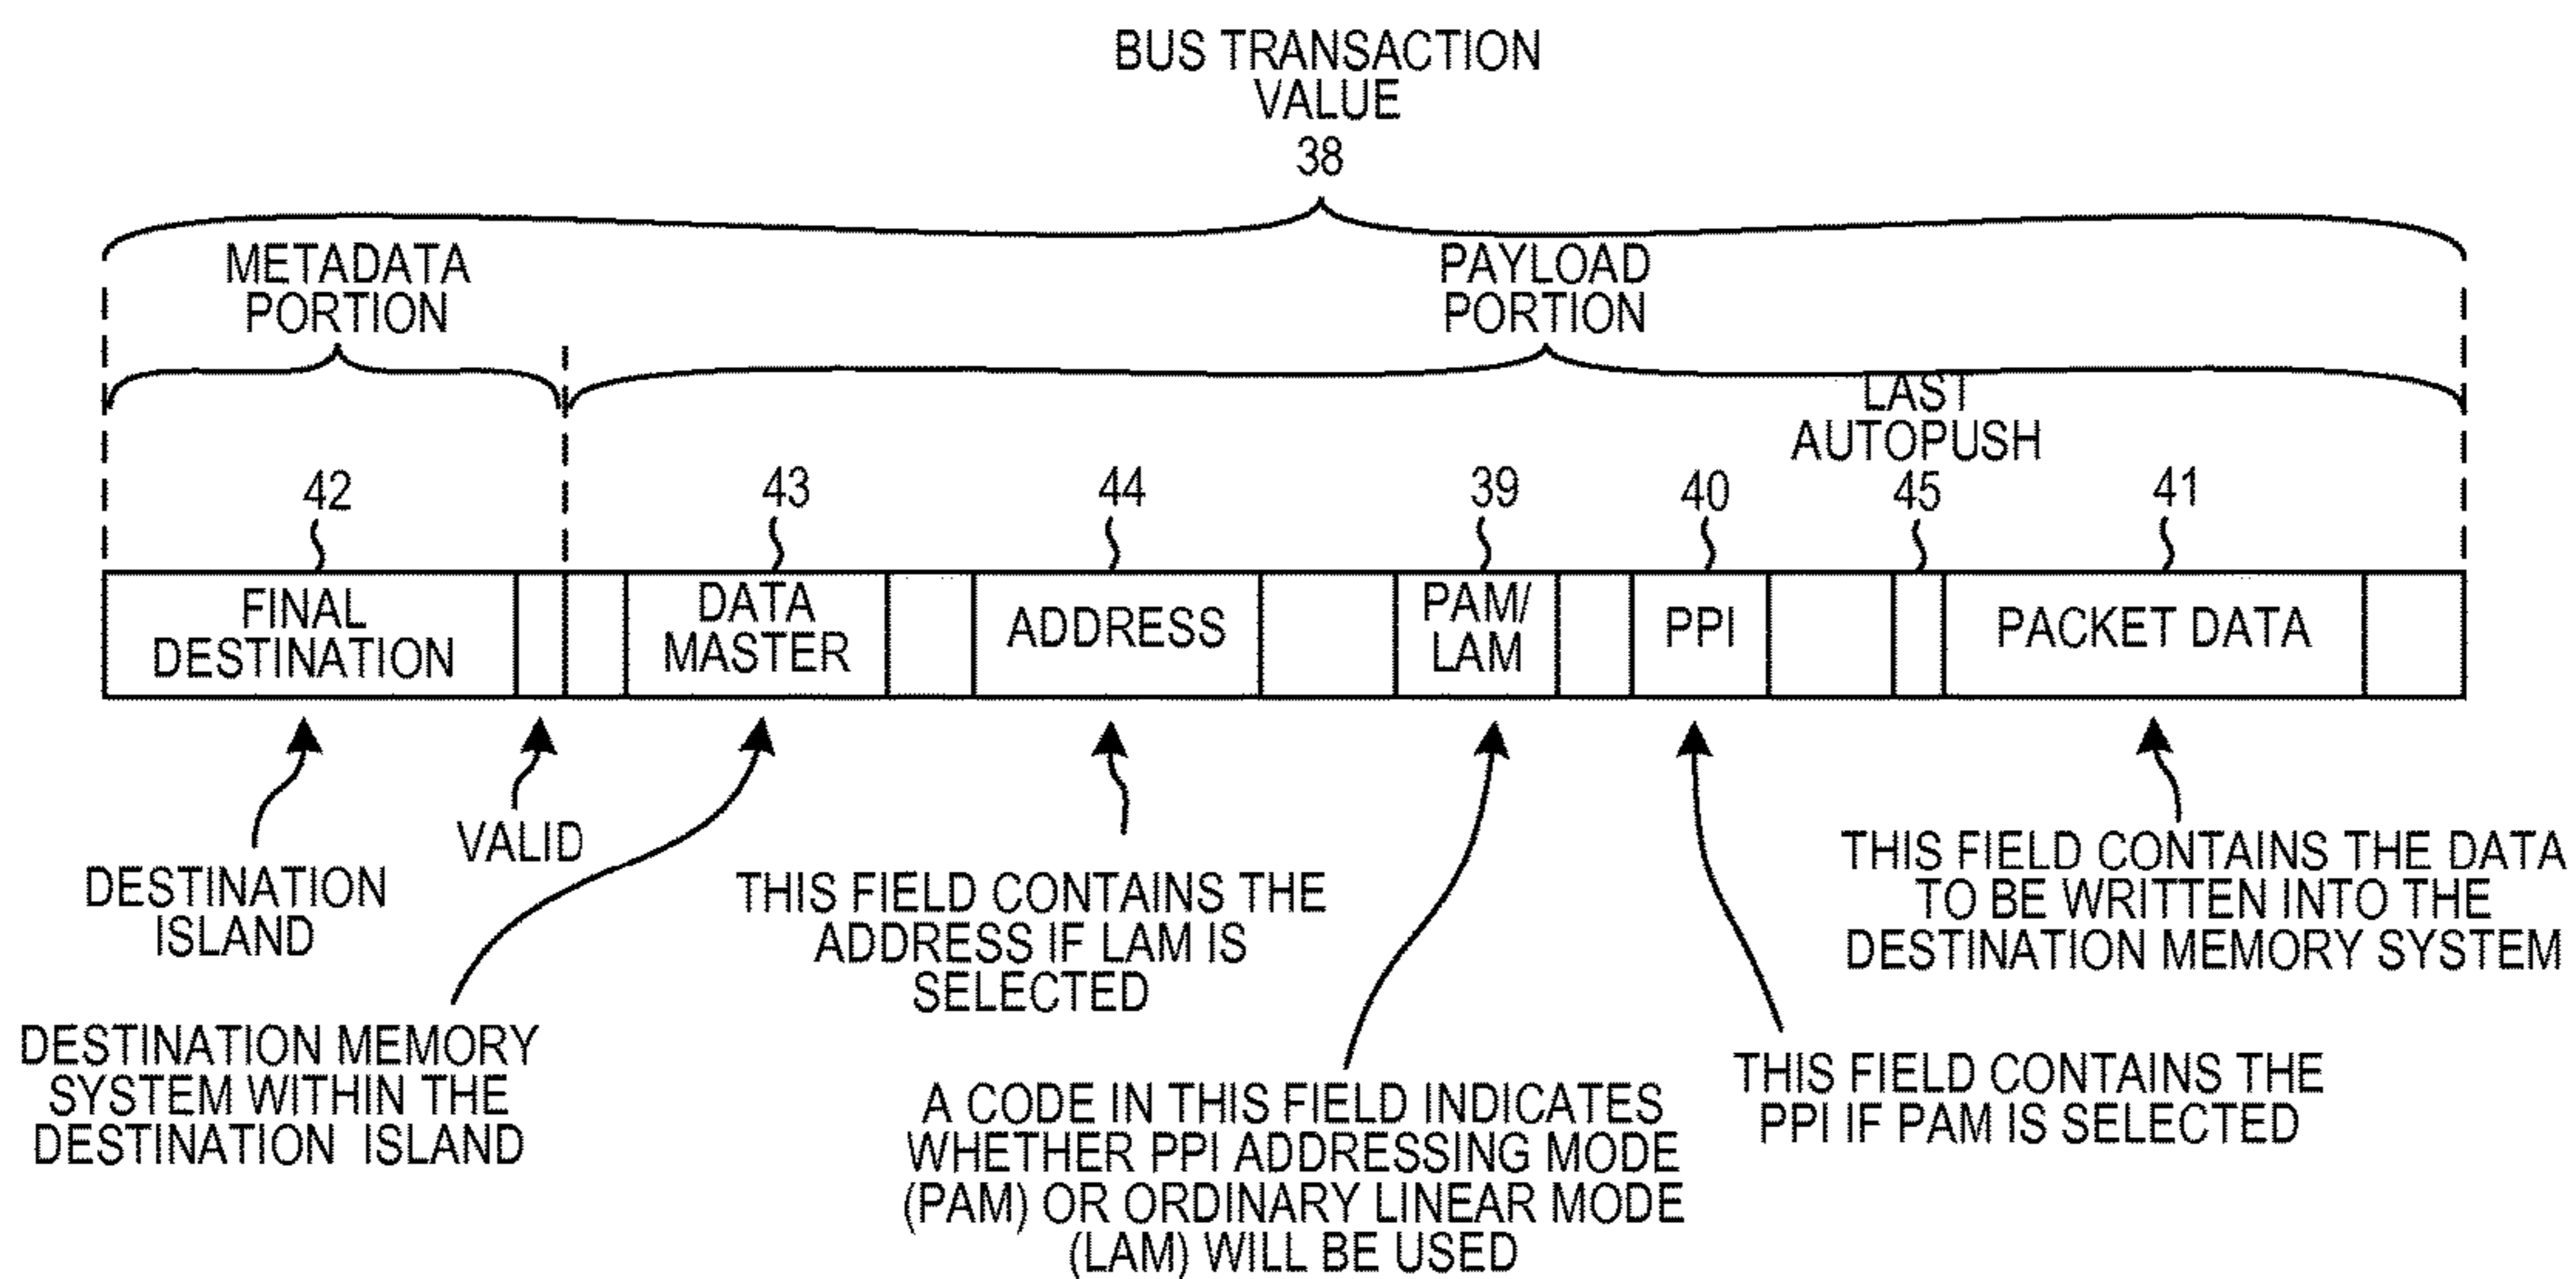 BUS TRANSACTION
VALUE
38
METADATA
PORTION
PAYLOAD
PORTION
LAST
AUTOPUSH
42
43
44
39
40
45
41
FINAL
DESTINATION
DATA
MASTER
ADDRESS
PAM/
LAM
PPI
PACKET DATA
DESTINATION
ISLAND
VALID
DESTINATION MEMORY
SYSTEM WITHIN THE
DESTINATION ISLAND
THIS FIELD CONTAINS THE
ADDRESS IF LAM IS
SELECTED
A CODE IN THIS FIELD INDICATES
WHETHER PPI ADDRESSING MODE
(PAM) OR ORDINARY LINEAR MODE
(LAM) WILL BE USED
THIS FIELD CONTAINS THE
PPI IF PAM IS SELECTED
THIS FIELD CONTAINS THE DATA
TO BE WRITTEN INTO THE
DESTINATION MEMORY SYSTEM